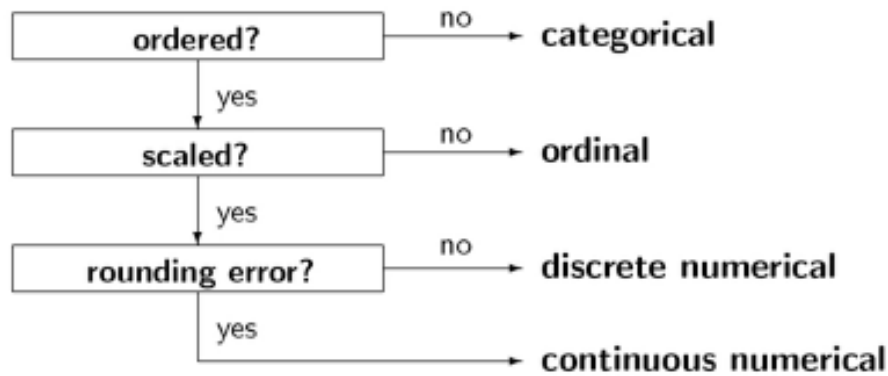 ordered?
no
categorical
yes
scaled?
no
ordinal
yes
rounding error?
no
discrete numerical
yes
continuous numerical